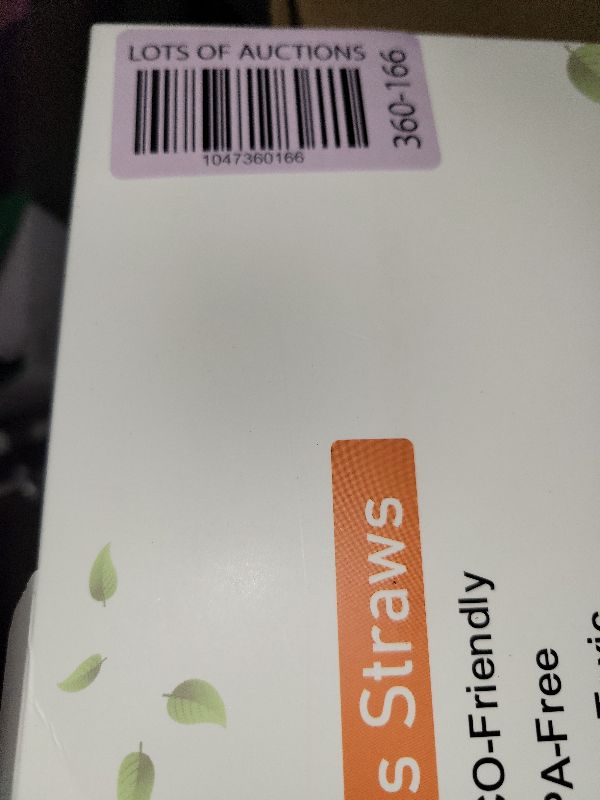 LOTS OF AUCTIONS
1047360166
360-166
s Straws
CO-Friendly
PA-Free